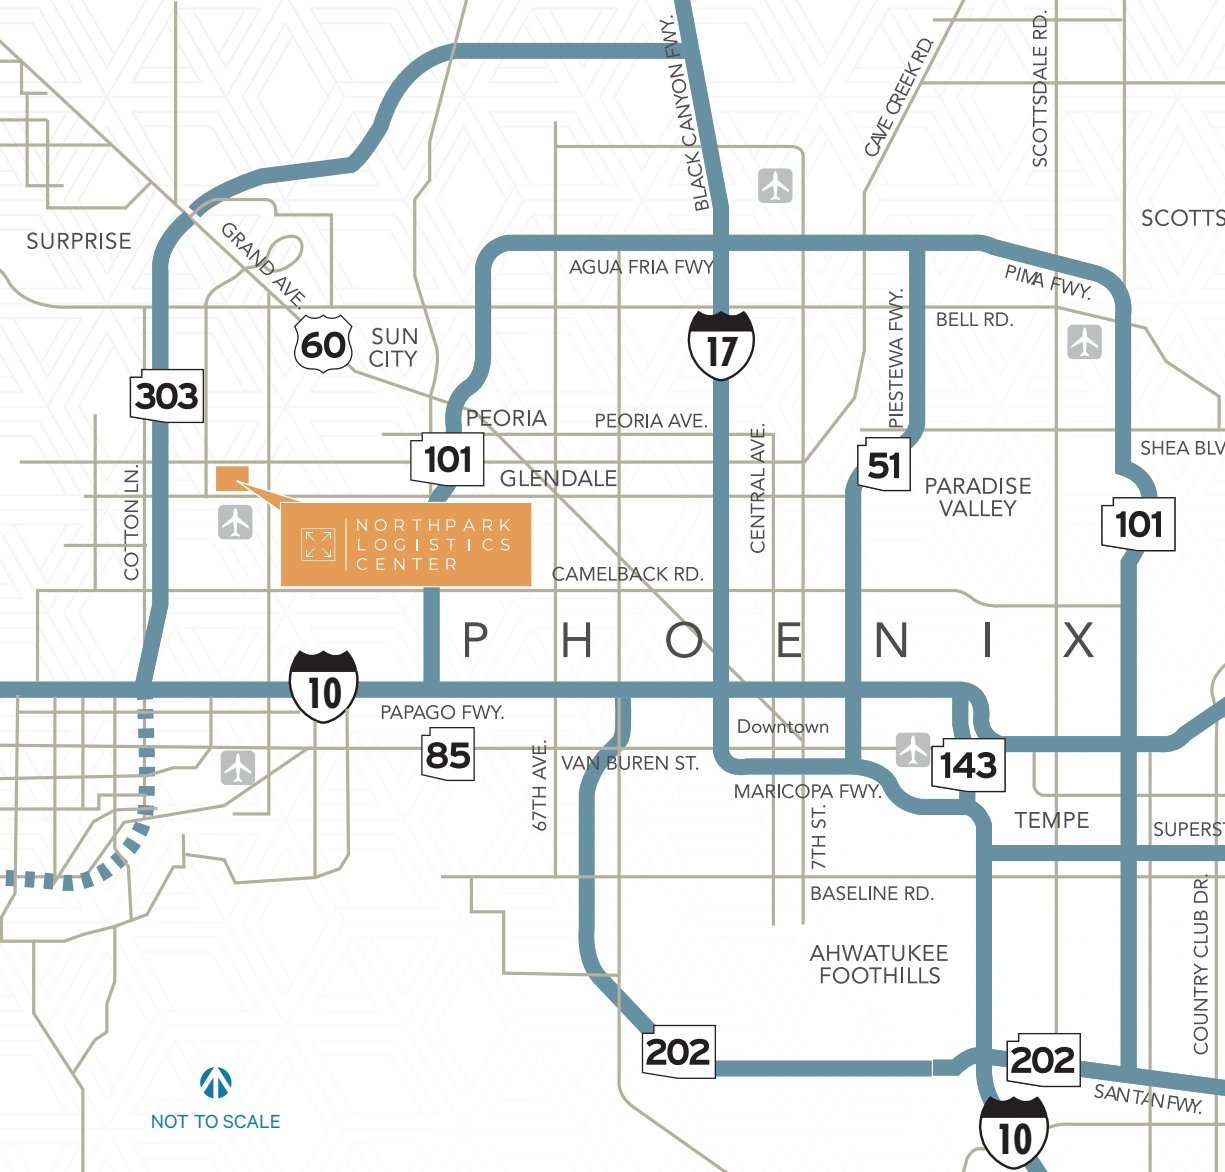 BLACK CANYON FWY.
CAVE CREEK RD.
SCOTTSDALE RD.
SURPRISE
GRAND AVE.
SCOTTS
AGUA FRIA FWY
PIMA FWY.
60
SUN
CITY
17
PIESTEWA FWY.
BELL RD.
303
PEORIA
PEORIA AVE.
101
GLENDALE
CENTRAL AVE.
51
SHEA BLV
PARADISE
VALLEY
101
COTTON LN.
NORTHPARK
LOGISTICS
CENTER
CAMELBACK RD.
PHOENIX
10
PAPAGO FWY.
85
Downtown
67TH AVE.
VAN BUREN ST.
143
MARICOPA FWY.
7TH ST.
TEMPE
SUPERST
BASELINE RD.
AHWATUKEE
FOOTHILLS
COUNTRY CLUB DR.
202
202
SANTAN FWY.
10
NOT TO SCALE